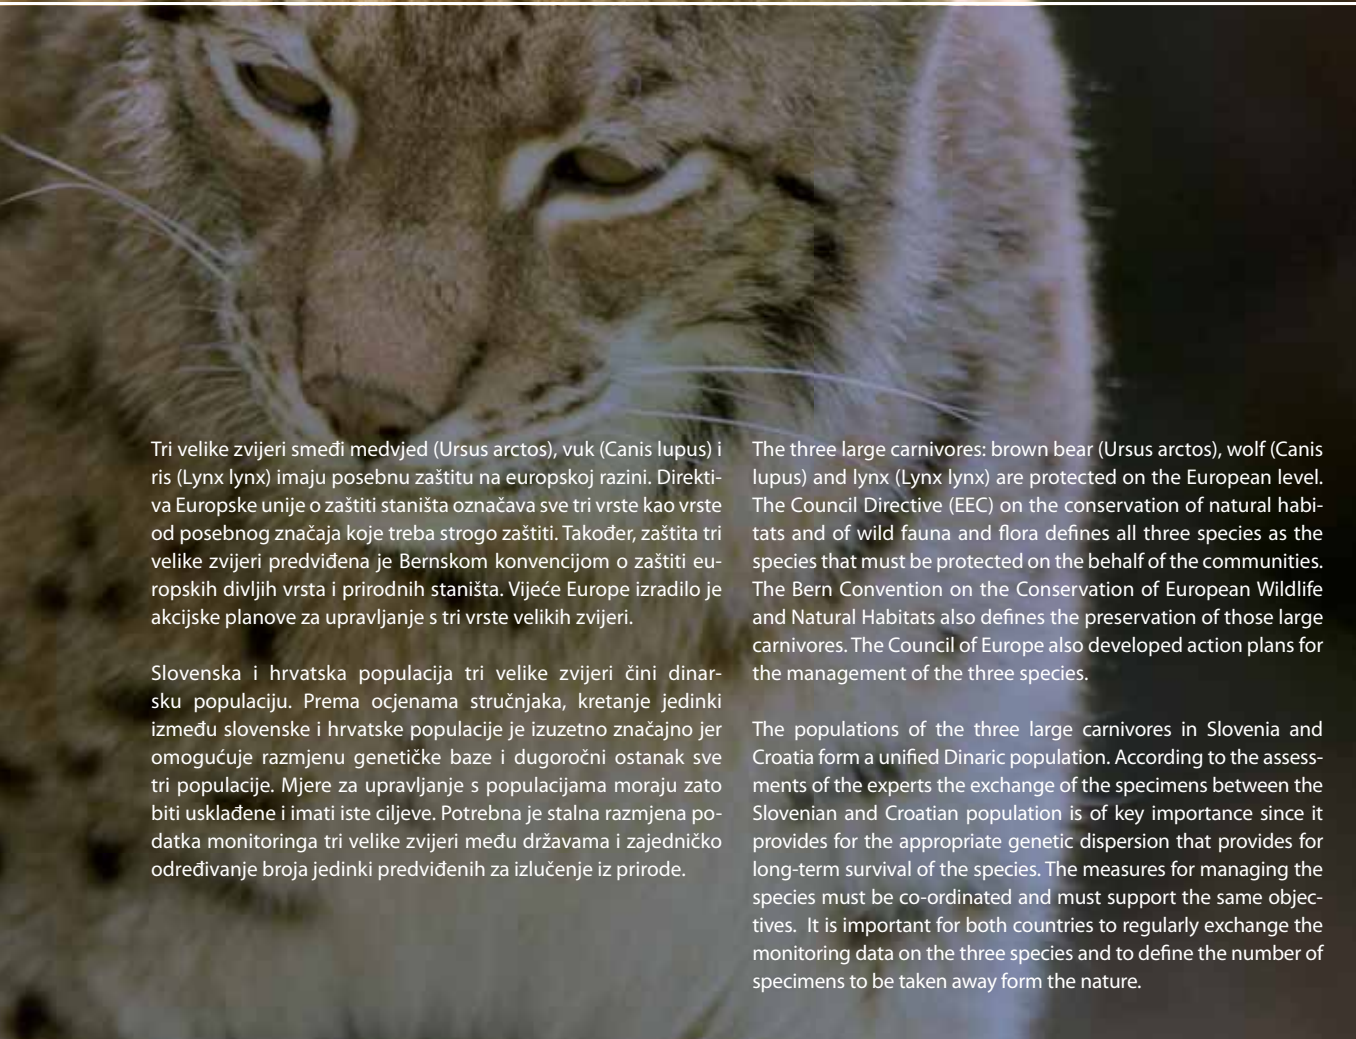 Tri velike zvijeri smeđi medvjed (Ursus arctos), vuk (Canis lupus) i
ris (Lynx lynx) imaju posebnu zaštitu na europskoj razini. Direkti-
va Europske unije o zaštiti staništa označava sve tri vrste kao vrste
od posebnog značaja koje treba strogo zaštiti. Također, zaštita tri
velike zvijeri predviđena je Bernskom konvencijom o zaštiti eu-
ropskih divljih vrsta i prirodnih staništa. Vijeće Europe izradilo je
akcijske planove za upravljanje s tri vrste velikih zvijeri.

Slovenska i hrvatska populacija tri velike zvijeri čini dinar-
sku populaciju. Prema ocjenama stručnjaka, kretanje jedinki
između slovenske i hrvatske populacije je izuzetno značajno jer
omogućuje razmjenu genetičke baze i dugoročni ostanak sve
tri populacije. Mjere za upravljanje s populacijama moraju zato
biti usklađene i imati iste ciljeve. Potrebna je stalna razmjena po-
datka monitoringa tri velike zvijeri među državama i zajedničko
određivanje broja jedinki predviđenih za izlučenje iz prirode.

The three large carnivores: brown bear (Ursus arctos), wolf (Canis
lupus) and lynx (Lynx lynx) are protected on the European level.
The Council Directive (EEC) on the conservation of natural habi-
tats and of wild fauna and flora defines all three species as the
species that must be protected on the behalf of the communities.
The Bern Convention on the Conservation of European Wildlife
and Natural Habitats also defines the preservation of those large
carnivores. The Council of Europe also developed action plans for
the management of the three species.

The populations of the three large carnivores in Slovenia and
Croatia form a unified Dinaric population. According to the assess-
ments of the experts the exchange of the specimens between the
Slovenian and Croatian population is of key importance since it
provides for the appropriate genetic dispersion that provides for
long-term survival of the species. The measures for managing the
species must be co-ordinated and must support the same objec-
tives.  It is important for both countries to regularly exchange the
monitoring data on the three species and to define the number of
specimens to be taken away form the nature.